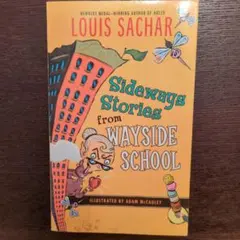 NEWBERY MEDAL-WINNING AUTHOR OF HOLES
LOUIS SACHAR
Sideways
Stories
from
WAYSIDE
SCHOOL
ILLUSTRATED BY ADAM McCAULEY